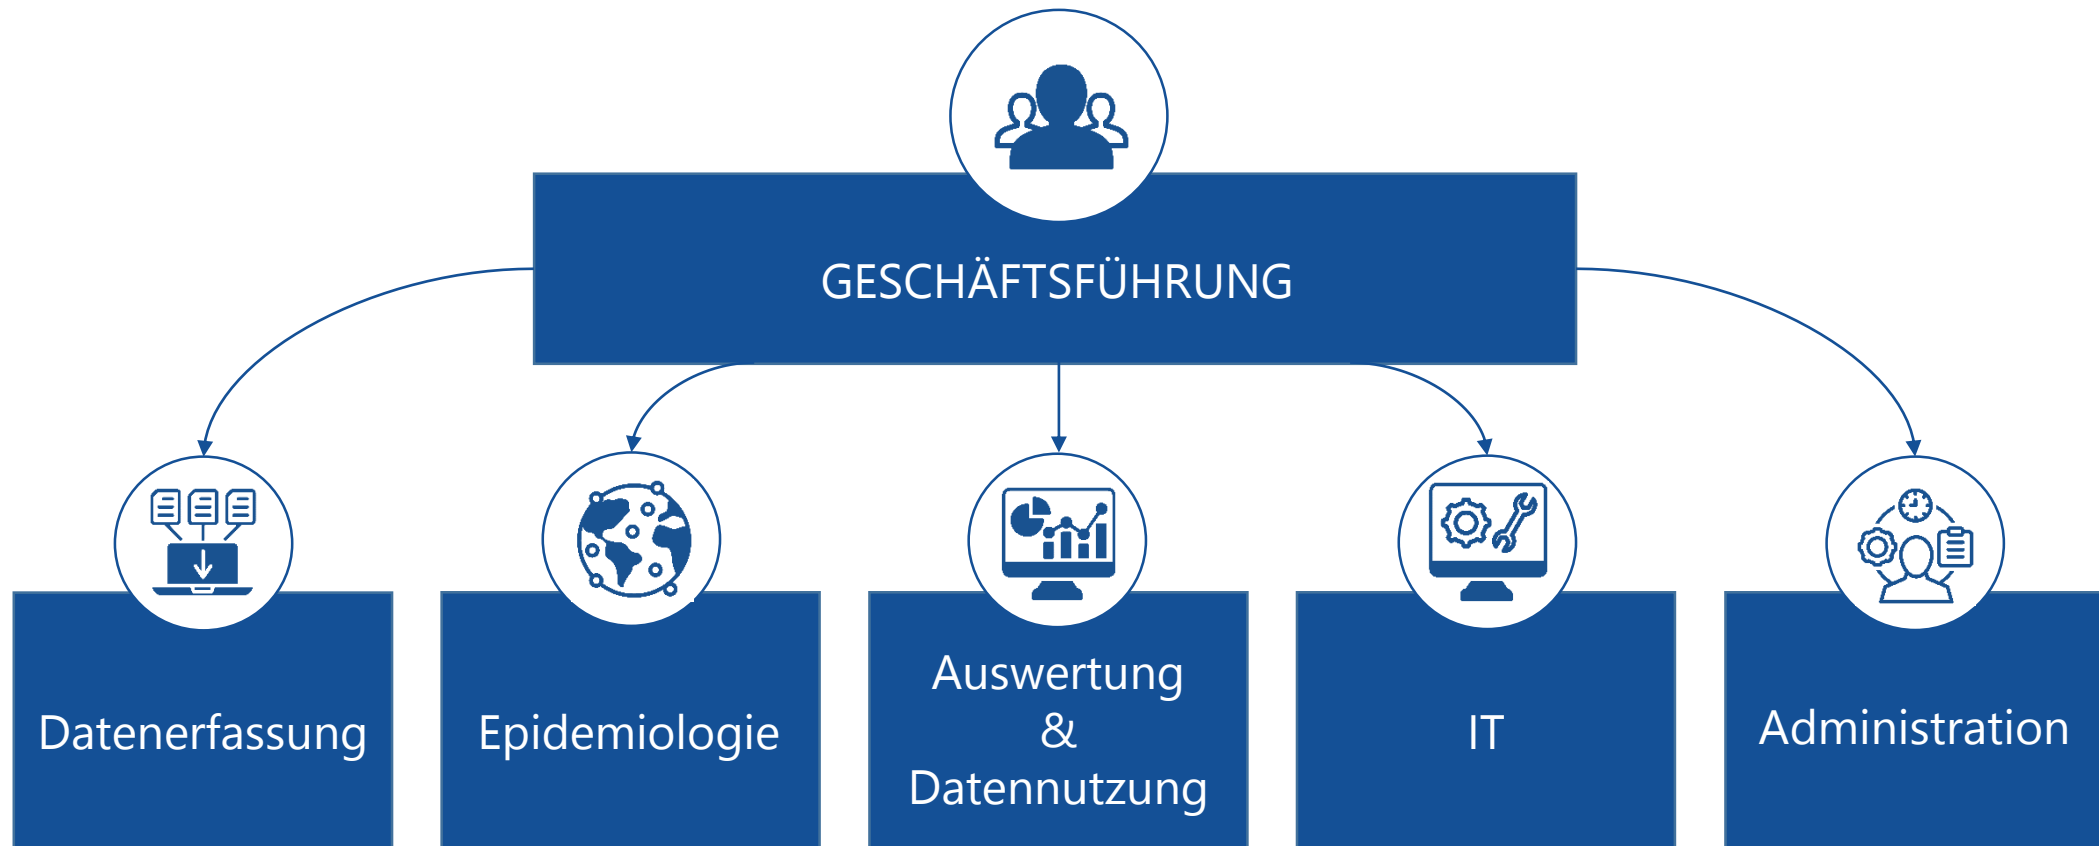 GESCHÄFTSFÜHRUNG
Datenerfassung
Epidemiologie
Auswertung
&
Datennutzung
IT
Administration